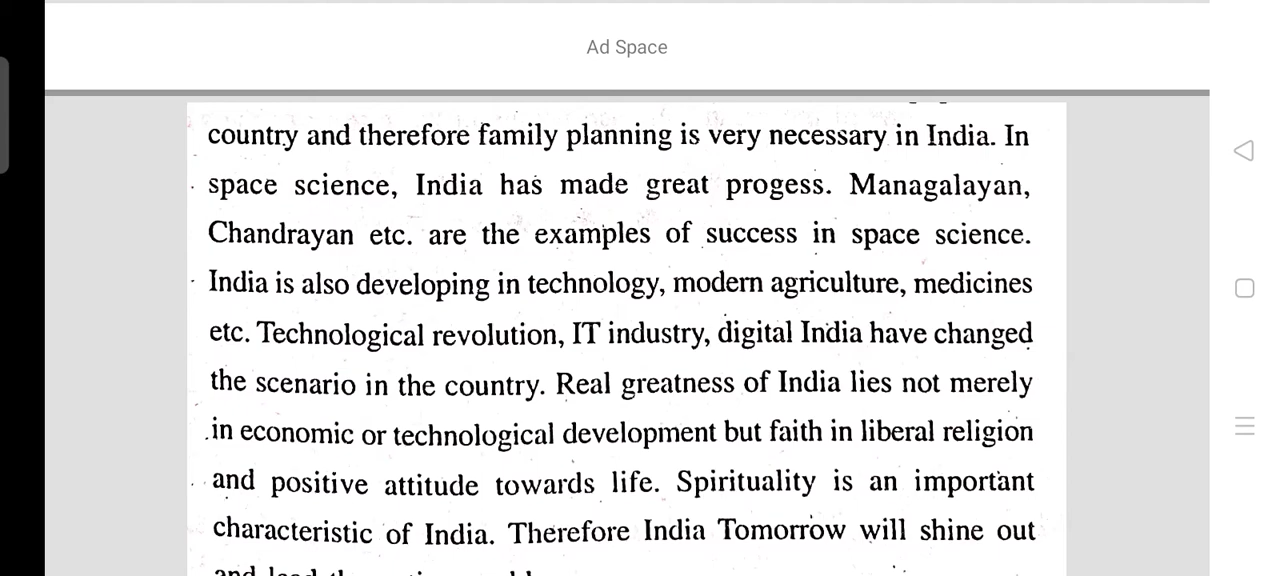 Ad Space
country and therefore family planning is very necessary in India. In
space science, India has made great progess. Managalayan,
Chandrayan etc. are the examples of success in space science.
India is also developing in technology, modern agriculture, medicines
etc. Technological revolution, IT industry, digital India have changed
the scenario in the country. Real greatness of India lies not merely
in economic or technological development but faith in liberal religion
and positive attitude towards life. Spirituality is an important
characteristic of India. Therefore India Tomorrow will shine out
and